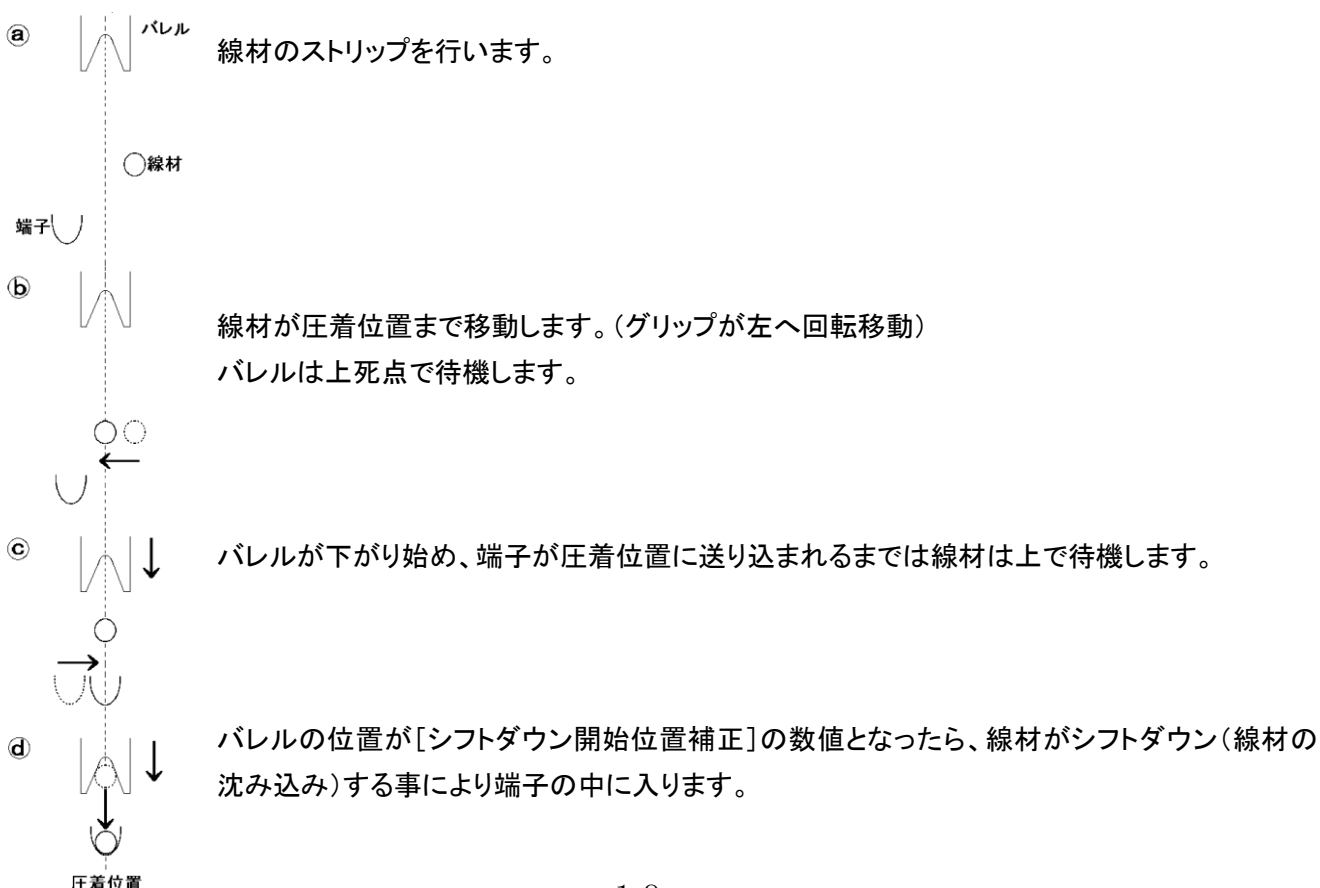 ⓐ
バレル
線材のストリップを行います。
線材
端子
ⓑ
線材が圧着位置まで移動します。(グリップが左へ回転移動)
バレルは上死点で待機します。
ⓒ
バレルが下がり始め、端子が圧着位置に送り込まれるまでは線材は上で待機します。
ⓓ
バレルの位置が[シフトダウン開始位置補正]の数値となったら、線材がシフトダウン(線材の
沈み込み)する事により端子の中に入ります。
圧着位置